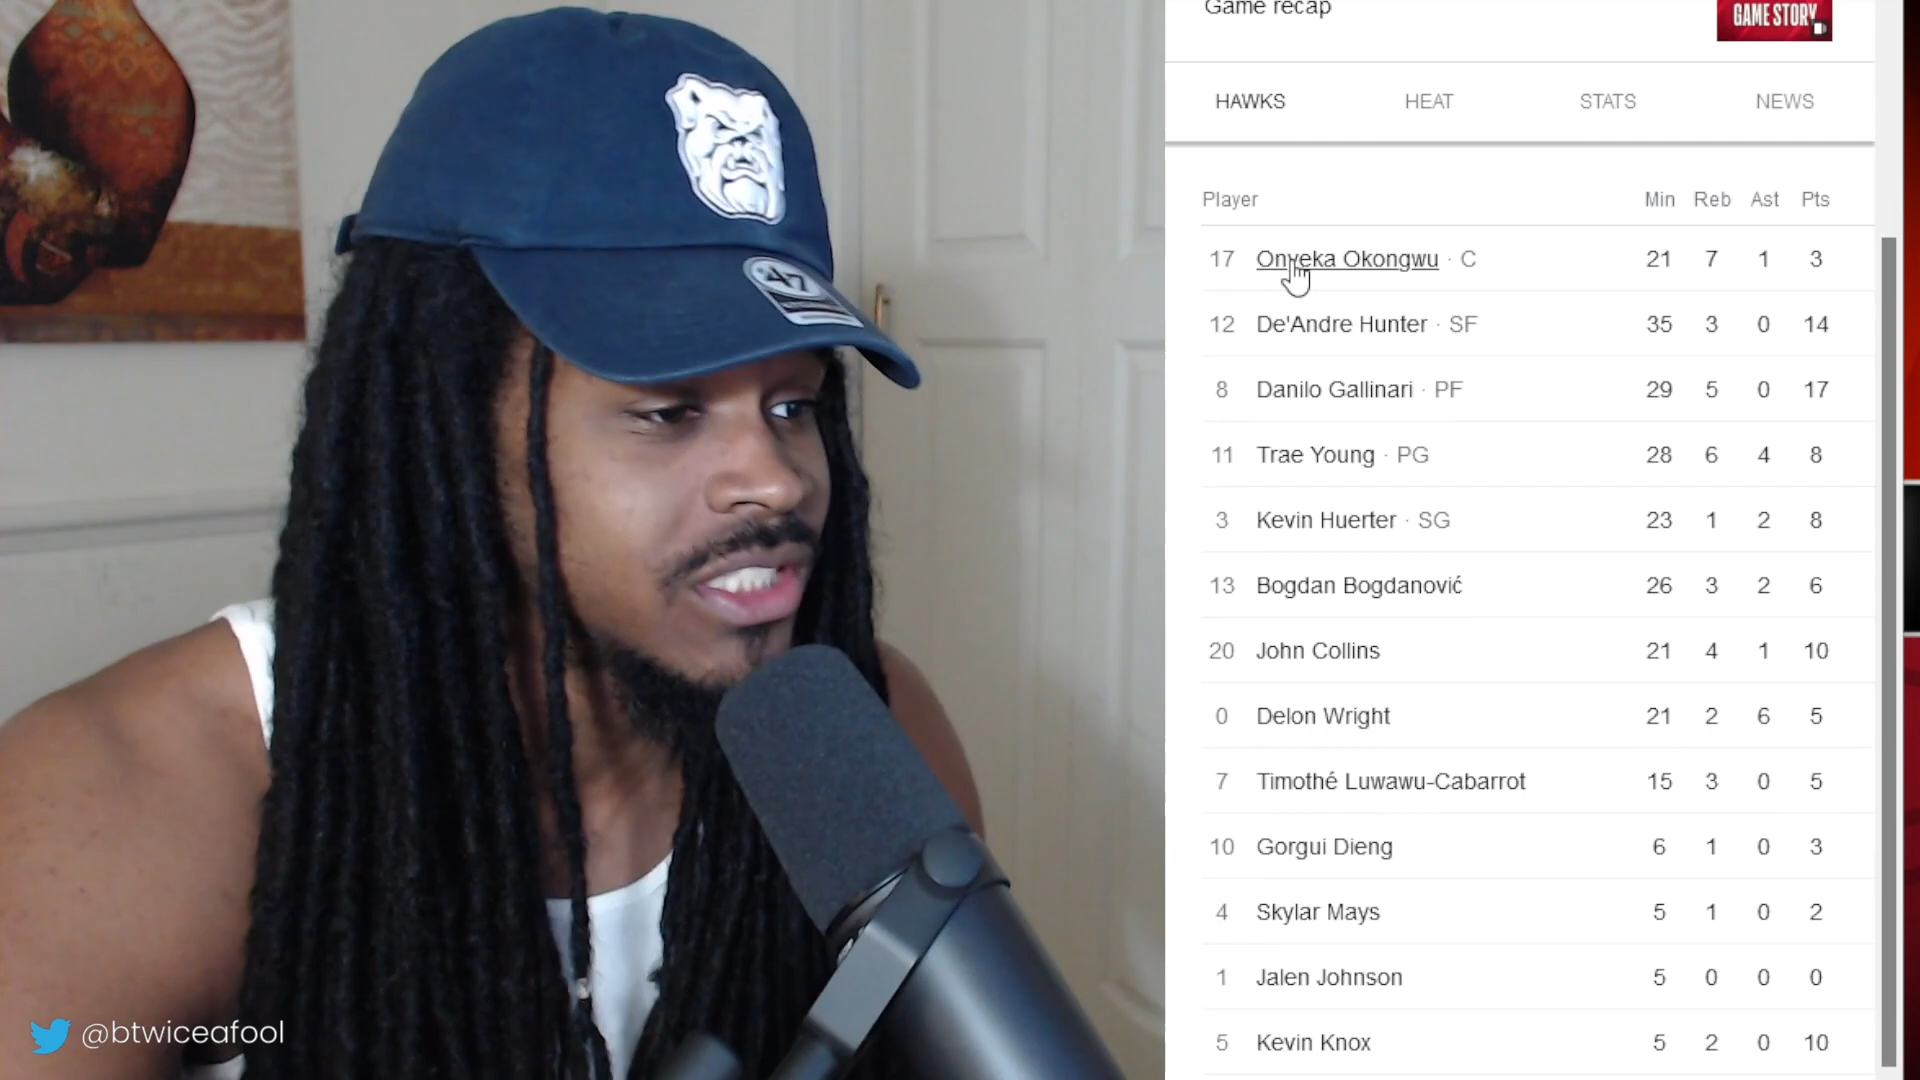 Game recap
GAME STORY
HAWKS HEAT STATS NEWS
Player Min Reb Ast Pts
17 Onyeka Okongwu · C 21 7 1 3
12 De'Andre Hunter · SF 35 3 0 14
8 Danilo Gallinari · PF 29 5 0 17
11 Trae Young · PG 28 6 4 8
3 Kevin Huerter · SG 23 1 2 8
13 Bogdan Bogdanović 26 3 2 6
20 John Collins 21 4 1 10
0 Delon Wright 21 2 6 5
7 Timothé Luwawu-Cabarrot 15 3 0 5
10 Gorgui Dieng 6 1 0 3
4 Skylar Mays 5 1 0 2
1 Jalen Johnson 5 0 0 0
5 Kevin Knox 5 2 0 10
'47
@btwiceafool